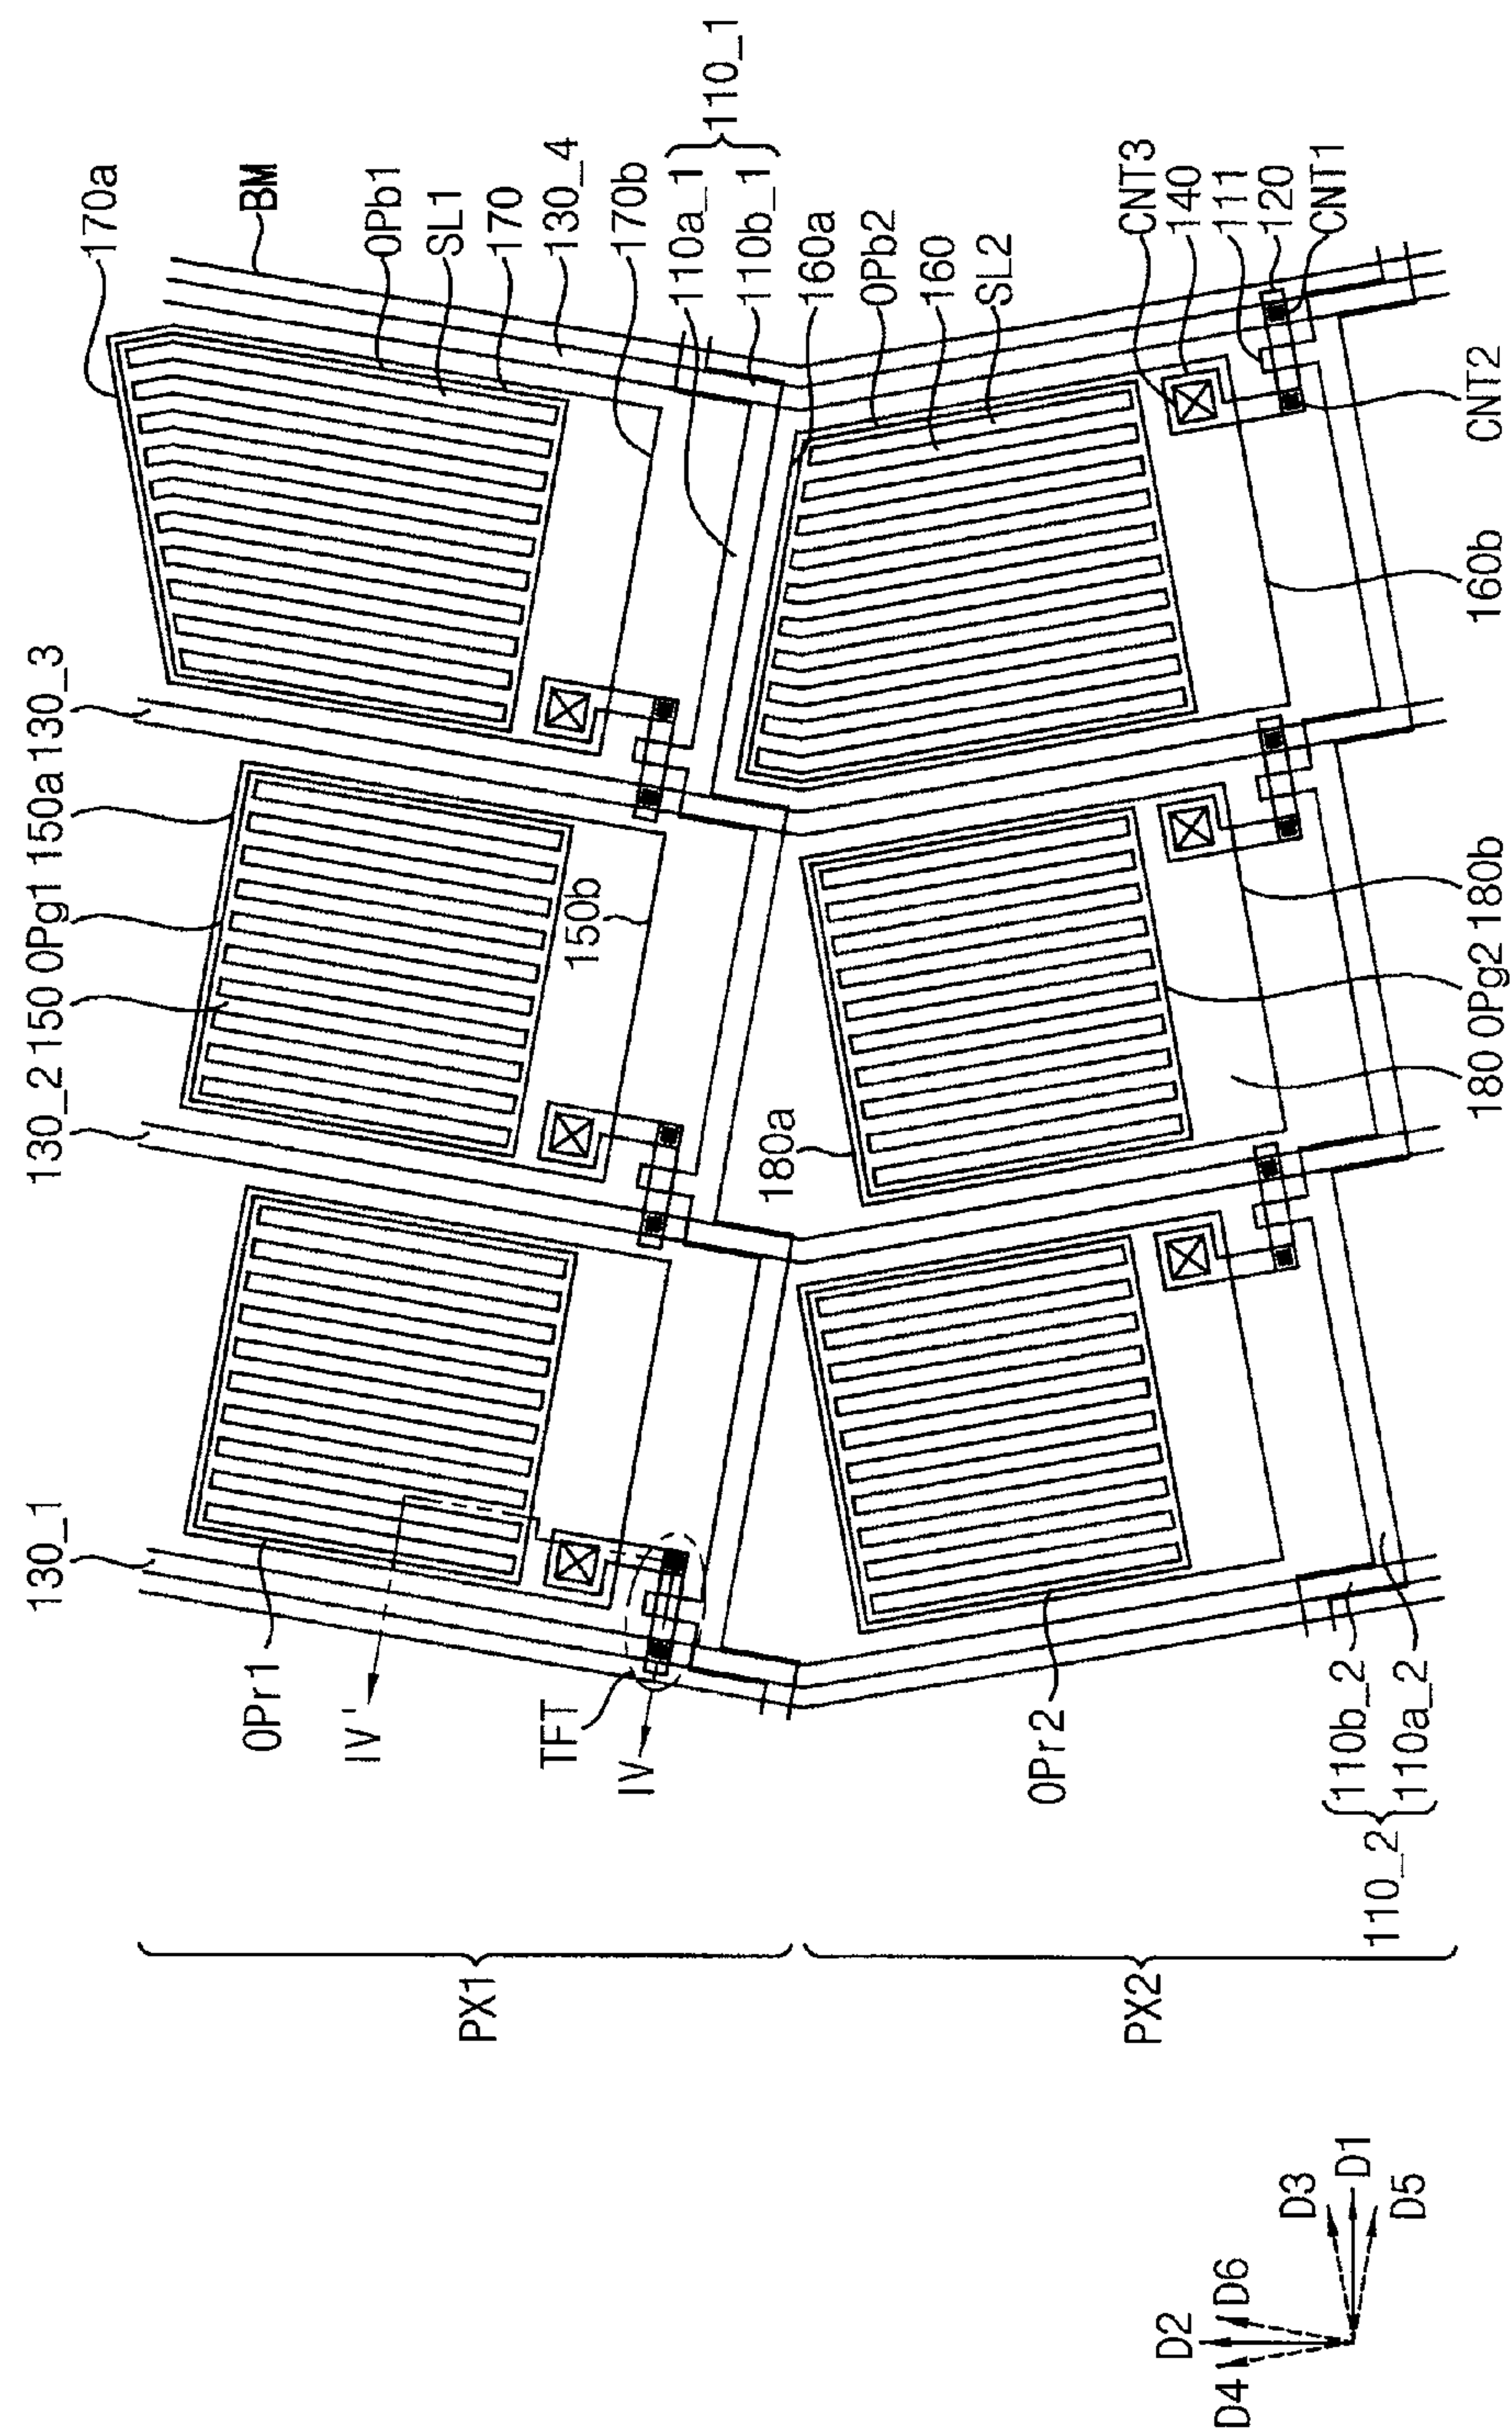 170a
BM
OPb1
SL1
170
130_4
170b
110a_1
110b_1
110_1
160a
OPb2
160
SL2
CNT3
140
111
120
CNT1
CNT2
160b
180b
OPg2
180
180a
130_3
150a
OPg1
150
130_2
150b
130_1
OPr1
IV'
TFT
IV
OPr2
110b_2
110a_2
110_2
PX1
PX2
D1
D2
D3
D4
D5
D6